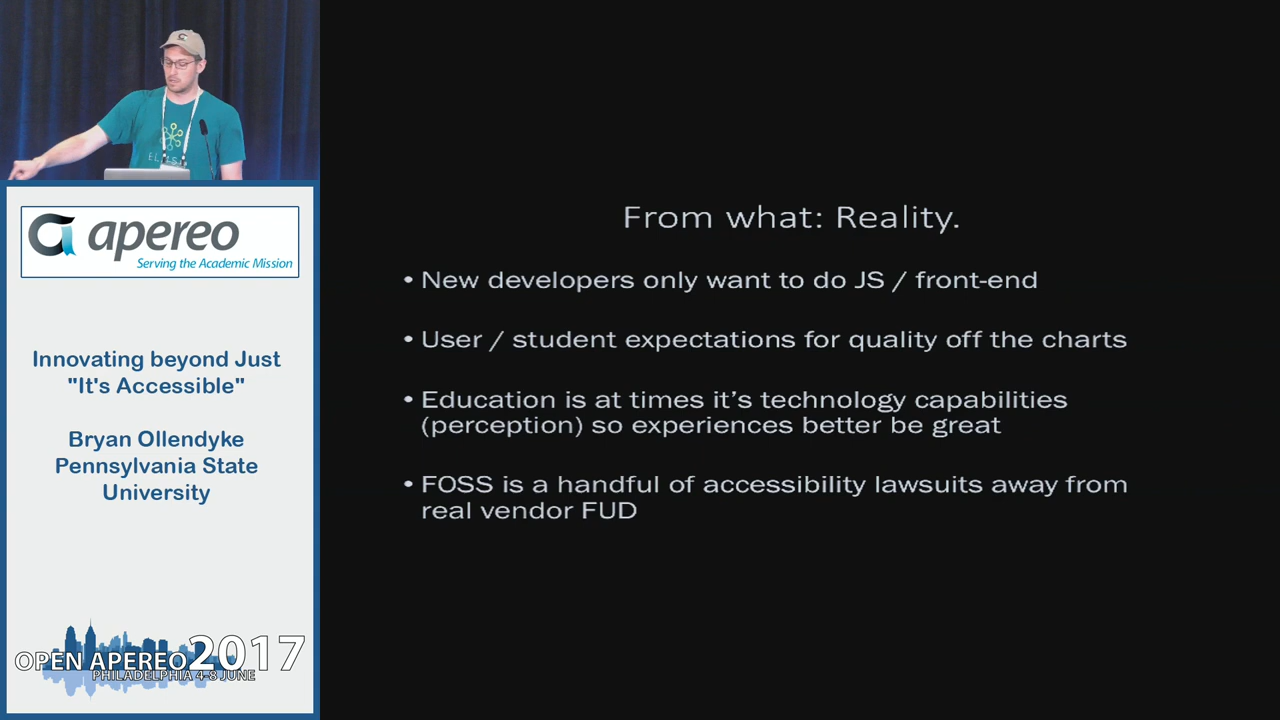 apereo
Serving the Academic Mission
Innovating beyond Just
"It's Accessible"
Bryan Ollendyke
Pennsylvania State
University
OPEN APEREO 2017
PHILADELPHIA 4-8 JUNE
From what: Reality.
• New developers only want to do JS / front-end
• User / student expectations for quality off the charts
• Education is at times it's technology capabilities
(perception) so experiences better be great
• FOSS is a handful of accessibility lawsuits away from
real vendor FUD